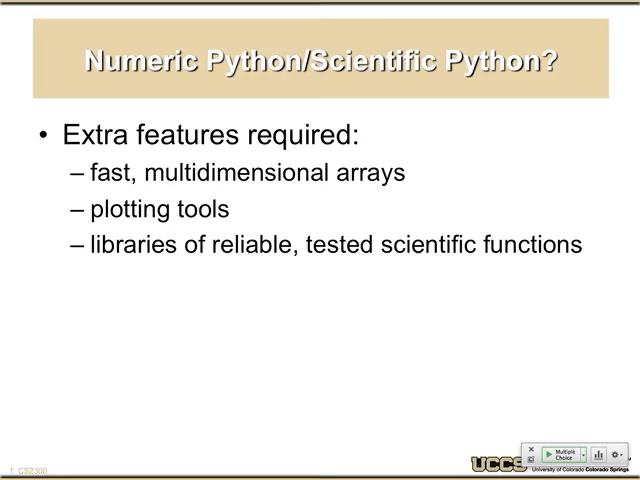 Numeric Python/Scientific Python?
• Extra features required:
– fast, multidimensional arrays
– plotting tools
– libraries of reliable, tested scientific functions
1 CS2300
UCCS
University of Colorado Colorado Springs
Multiple
Choice